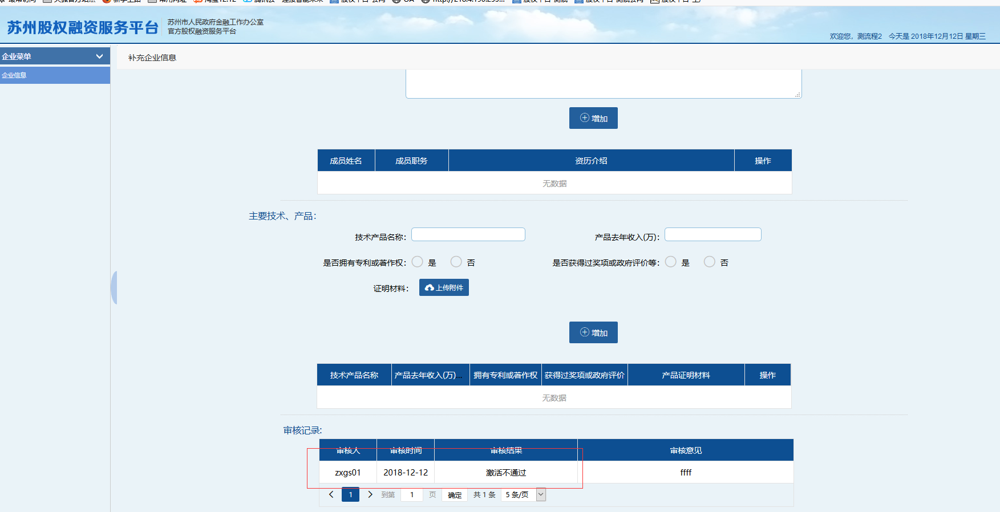 苏州股权融资服务平台
苏州市人民政府金融工作办公室
官方股权融资服务平台
欢迎您，测流程2 今天是 2018年12月12日 星期三
企业菜单
企业信息
补充企业信息
增加
成员姓名 成员职务 资历介绍 操作
无数据
主要技术、产品：
技术产品名称： 产品去年收入(万)：
是否拥有专利或著作权： 是 否 是否获得过奖项或政府评价等： 是 否
证明材料： 上传附件
增加
技术产品名称 产品去年收入(万)... 拥有专利或著作权 获得过奖项或政府评价 产品证明材料 操作
无数据
审核记录:
审核人 审核时间 审核结果 审核意见
zxgs01 2018-12-12 激活不通过 ffff
1 到第 1 页 确定 共 1 条 5 条/页